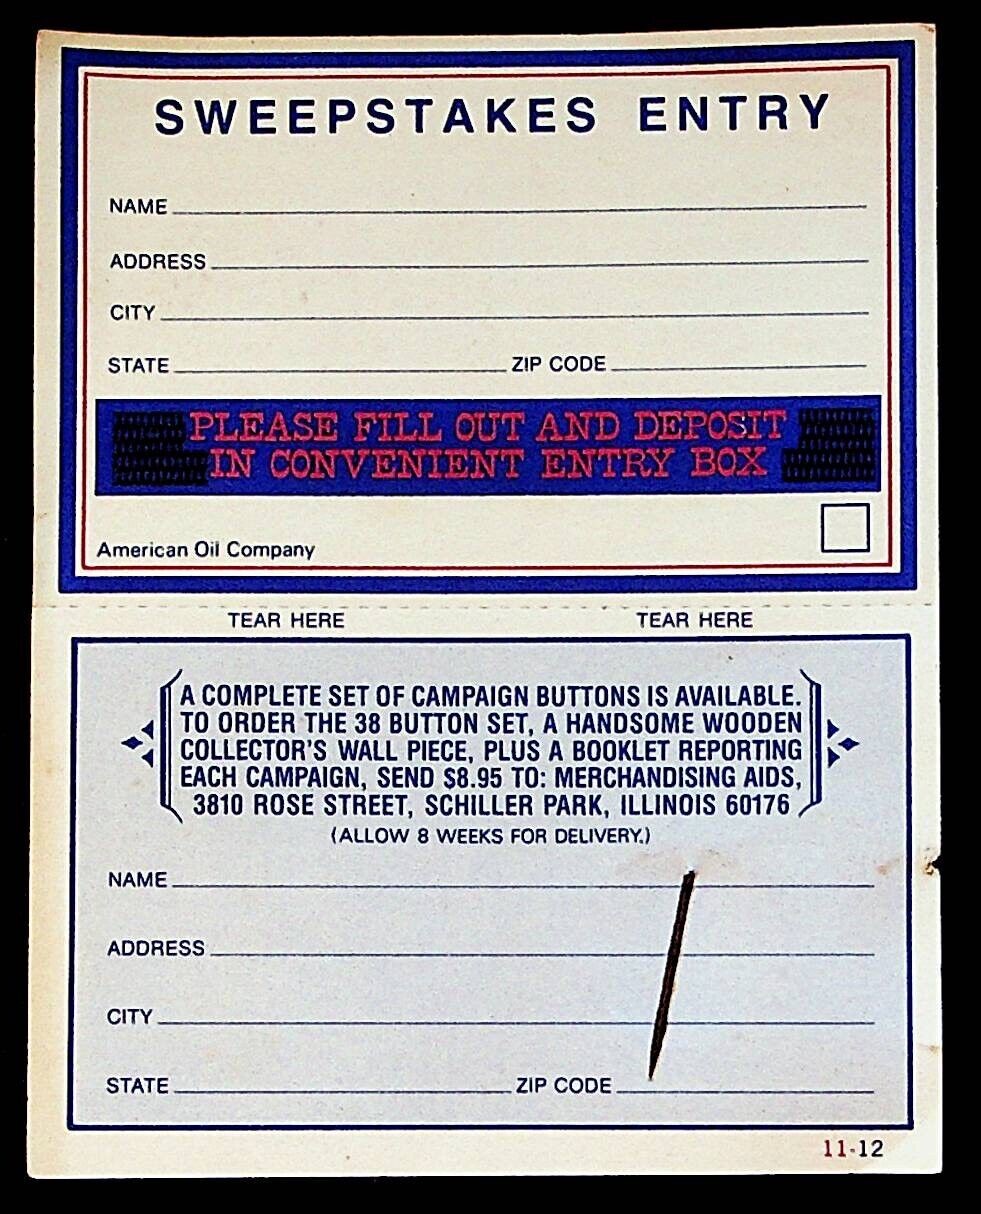 SWEEPSTAKES ENTRY
NAME
ADDRESS
CITY
STATE ZIP CODE
PLEASE FILL OUT AND DEPOSIT
IN CONVENIENT ENTRY BOX
American Oil Company
TEAR HERE TEAR HERE
A COMPLETE SET OF CAMPAIGN BUTTONS IS AVAILABLE.
TO ORDER THE 38 BUTTON SET, A HANDSOME WOODEN
COLLECTOR'S WALL PIECE, PLUS A BOOKLET REPORTING
EACH CAMPAIGN, SEND $8.95 TO: MERCHANDISING AIDS,
3810 ROSE STREET, SCHILLER PARK, ILLINOIS 60176
(ALLOW 8 WEEKS FOR DELIVERY.)
NAME
ADDRESS
CITY
STATE ZIP CODE
11-12